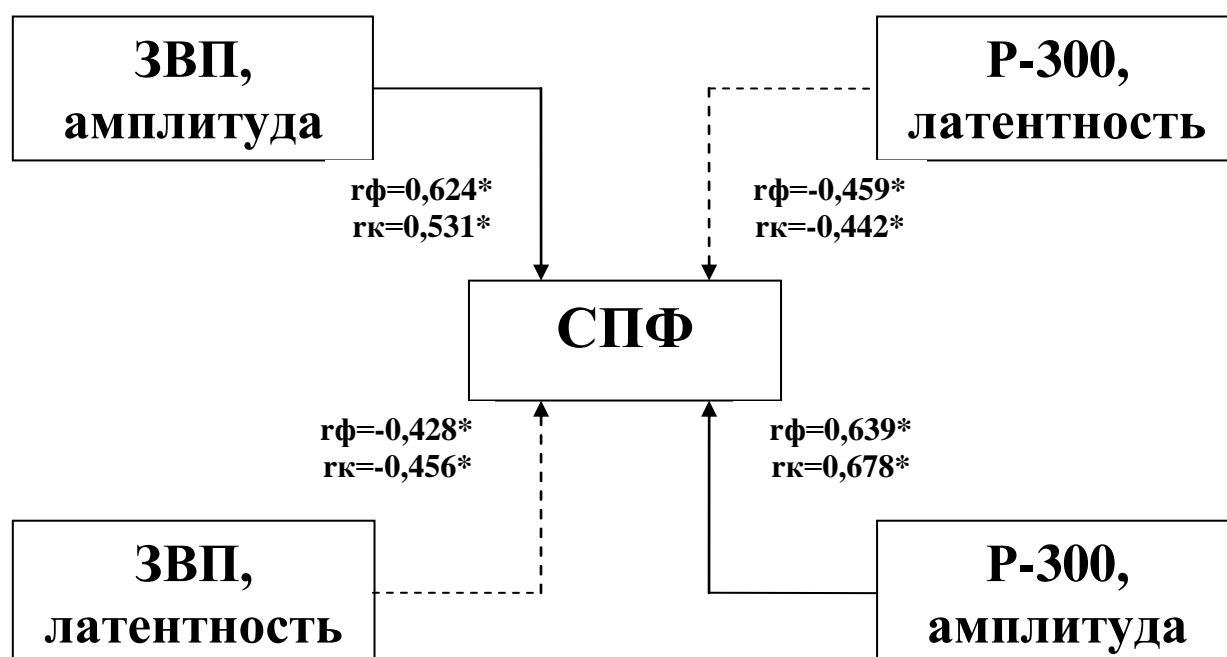 ЗВП,
амплитуда
Р-300,
латентность
rф=0,624*
rк=0,531*
rф=-0,459*
rк=-0,442*
СПФ
rф=-0,428*
rк=-0,456*
rф=0,639*
rк=0,678*
ЗВП,
латентность
Р-300,
амплитуда